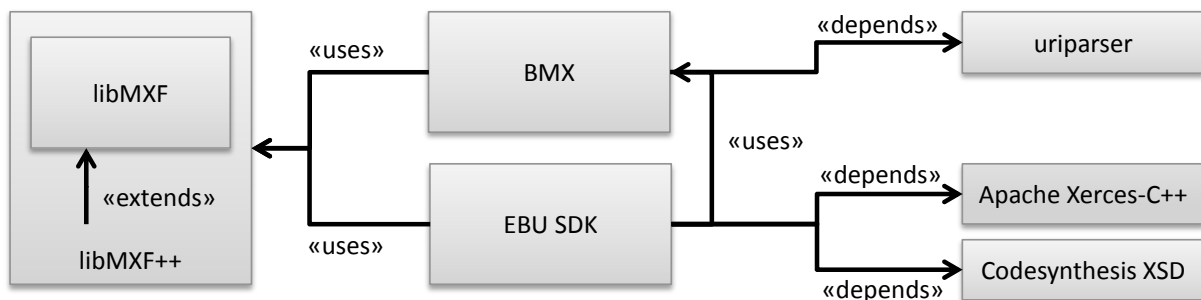 «depends»
uriparser
«uses»
BMX
libMXF
«uses»
«depends»
Apache Xerces-C++
«extends»
EBU SDK
«uses»
libMXF++
Codesynthesis XSD
«depends»